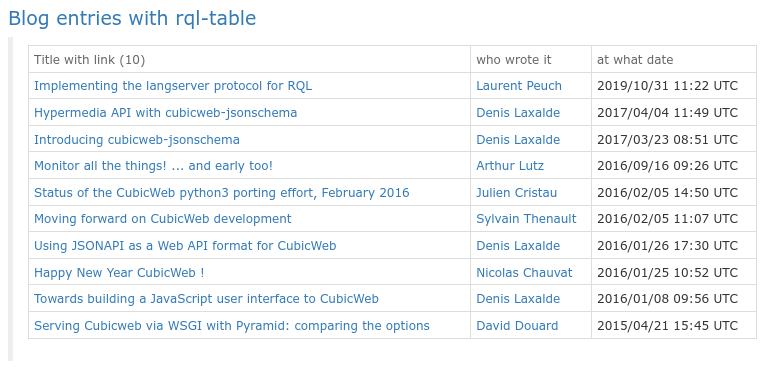 Blog entries with rql-table
Title with link (10) who wrote it at what date
Implementing the langserver protocol for RQL Laurent Peuch 2019/10/31 11:22 UTC
Hypermedia API with cubicweb-jsonschema Denis Laxalde 2017/04/04 11:49 UTC
Introducing cubicweb-jsonschema Denis Laxalde 2017/03/23 08:51 UTC
Monitor all the things! ... and early too! Arthur Lutz 2016/09/16 09:26 UTC
Status of the CubicWeb python3 porting effort, February 2016 Julien Cristau 2016/02/05 14:50 UTC
Moving forward on CubicWeb development Sylvain Thenault 2016/02/05 11:07 UTC
Using JSONAPI as a Web API format for CubicWeb Denis Laxalde 2016/01/26 17:30 UTC
Happy New Year CubicWeb ! Nicolas Chauvat 2016/01/25 10:52 UTC
Towards building a JavaScript user interface to CubicWeb Denis Laxalde 2016/01/08 09:56 UTC
Serving Cubicweb via WSGI with Pyramid: comparing the options David Douard 2015/04/21 15:45 UTC